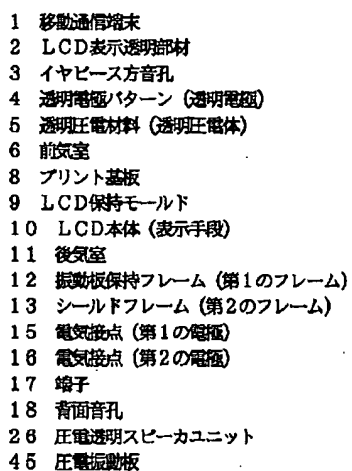 1 移動通信端末
2 LCD表示透明部材
3 イヤピース方音孔
4 透明電極パターン(透明電極)
5 透明圧電材料(透明圧電体)
6 前気室
8 プリント基板
9 LCD保持モールド
10 LCD本体(表示手段)
11 後気室
12 振動板保持フレーム(第1のフレーム)
13 シールドフレーム(第2のフレーム)
15 電気接点(第1の電極)
16 電気接点(第2の電極)
17 端子
18 背面音孔
26 圧電透明スピーカユニット
45 圧電振動板